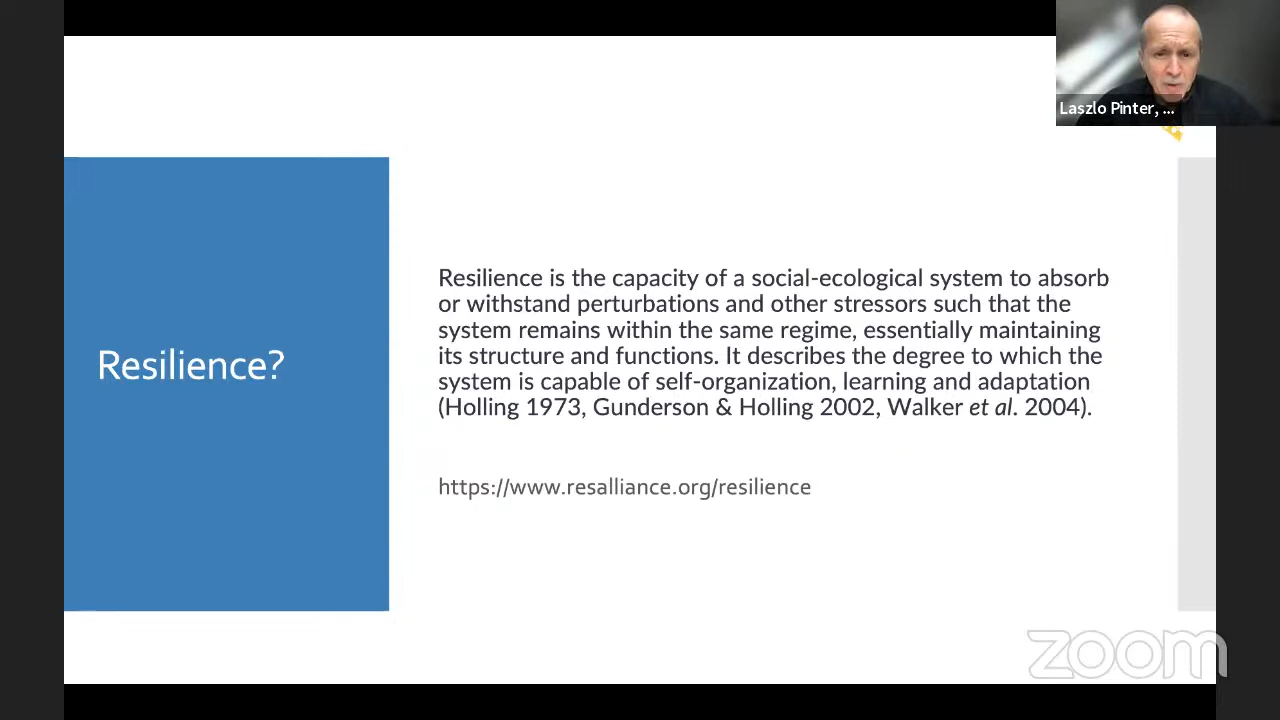 Laszlo Pinter, ...
Resilience?
Resilience is the capacity of a social-ecological system to absorb
or withstand perturbations and other stressors such that the
system remains within the same regime, essentially maintaining
its structure and functions. It describes the degree to which the
system is capable of self-organization, learning and adaptation
(Holling 1973, Gunderson & Holling 2002, Walker et al. 2004).
https://www.resalliance.org/resilience
zoom